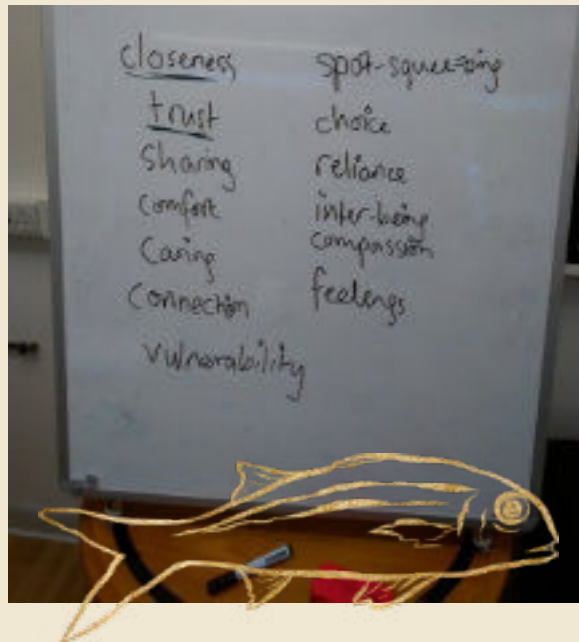 closeness
trust
sharing
comfort
caring
connection
vulnerability
spot-squeezing
choice
reliance
inter-being
compassion
feelings